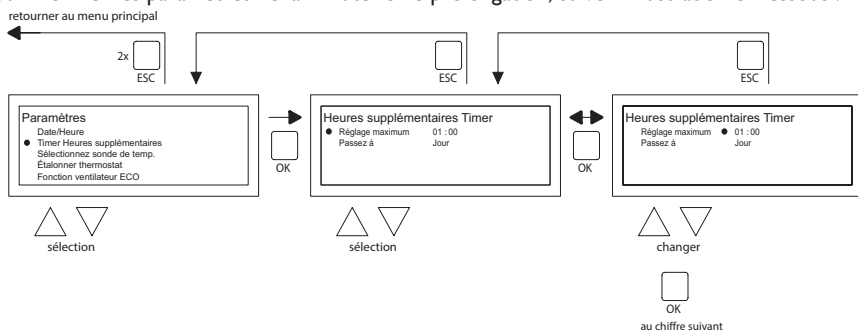 retourner au menu principal
2x
ESC
ESC
ESC
Paramètres
Date/Heure
Timer Heures supplémentaires
Sélectionnez sonde de temp.
Étalonner thermostat
Fonction ventilateur ECO
OK
Heures supplémentaires Timer
Réglage maximum 01 : 00
Passez à Jour
OK
Heures supplémentaires Timer
Réglage maximum 01 : 00
Passez à Jour
sélection
sélection
changer
OK
au chiffre suivant